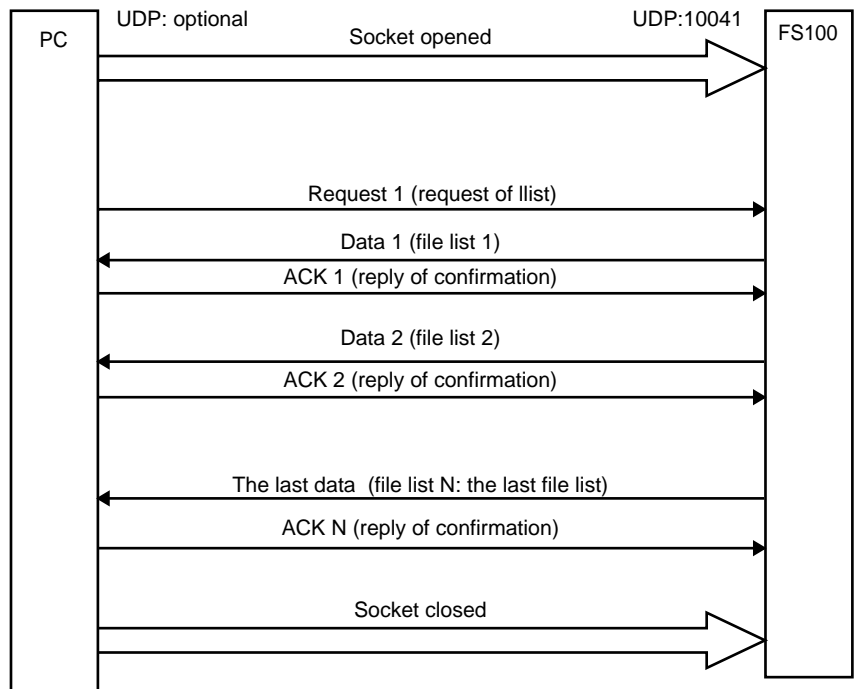 UDP: optional
UDP:10041
PC
Socket opened
FS100
Request 1 (request of llist)
Data 1 (file list 1)
ACK 1 (reply of confirmation)
Data 2 (file list 2)
ACK 2 (reply of confirmation)
The last data (file list N: the last file list)
ACK N (reply of confirmation)
Socket closed